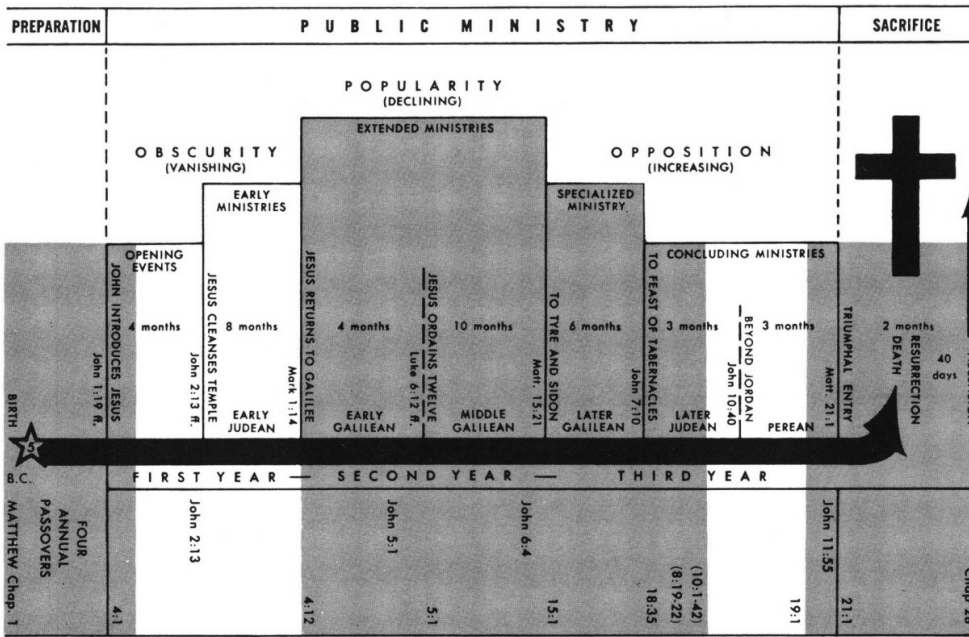 PREPARATION
PUBLIC MINISTRY
SACRIFICE
POPULARITY
(DECLINING)
EXTENDED MINISTRIES
OBSCURITY
(VANISHING)
OPPOSITION
(INCREASING)
EARLY
MINISTRIES
SPECIALIZED
MINISTRY
OPENING
EVENTS
CONCLUDING MINISTRIES
JOHN INTRODUCES JESUS
John 1:19 ff.
4 months
JESUS CLEANSES TEMPLE
John 2:13 ff.
8 months
JESUS RETURNS TO GALILEE
Mark 1:14
4 months
JESUS ORDAINS TWELVE
Luke 6:12 ff.
10 months
TO TYRE AND SIDON
Matt. 15:21
6 months
TO FEAST OF TABERNACLES
John 7:10
3 months
BEYOND JORDAN
John 10:40
3 months
TRIUMPHAL ENTRY
Matt. 21:1
2 months
DEATH
RESURRECTION
40
days
EARLY
JUDEAN
EARLY
GALILEAN
MIDDLE
GALILEAN
LATER
GALILEAN
LATER
JUDEAN
PEREAN
BIRTH
5
B.C.
FIRST YEAR — SECOND YEAR — THIRD YEAR
FOUR
ANNUAL
PASSOVERS
John 2:13
John 5:1
John 6:4
John 11:55
MATTHEW Chap. 1
4:1
4:12
5:1
15:1
18:35
(8:19-22)
(10:1-42)
19:1
21:1